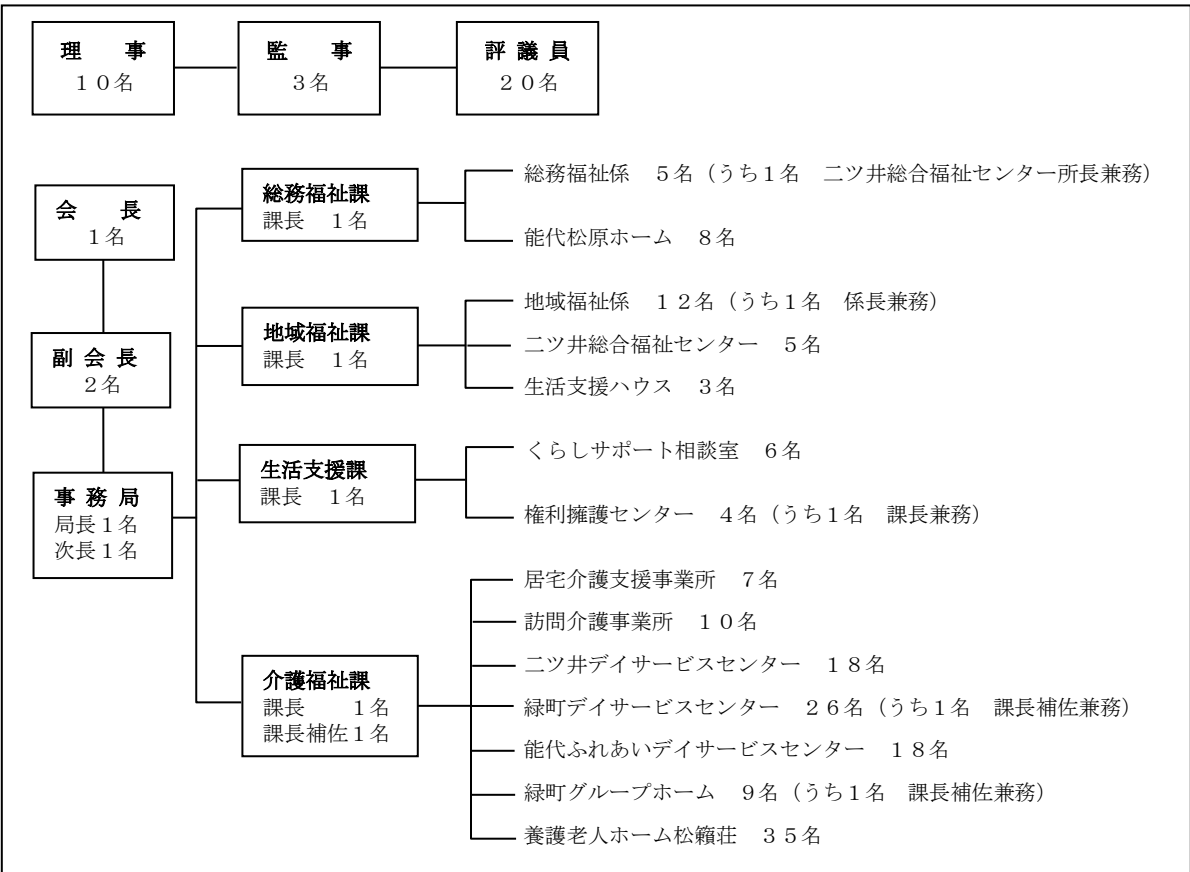 理　事
１０名
監　事
３名
評 議 員
２０名
会　長
１名
副 会 長
２名
事 務 局
局長１名
次長１名
総務福祉課
課長　１名
総務福祉係　５名（うち１名　二ツ井総合福祉センター所長兼務）
能代松原ホーム　８名
地域福祉課
課長　１名
地域福祉係　１２名（うち１名　係長兼務）
二ツ井総合福祉センター　５名
生活支援ハウス　３名
生活支援課
課長　１名
くらしサポート相談室　６名
権利擁護センター　４名（うち１名　課長兼務）
介護福祉課
課長　　１名
課長補佐１名
居宅介護支援事業所　７名
訪問介護事業所　１０名
二ツ井デイサービスセンター　１８名
緑町デイサービスセンター　２６名（うち１名　課長補佐兼務）
能代ふれあいデイサービスセンター　１８名
緑町グループホーム　９名（うち１名　課長補佐兼務）
養護老人ホーム松籟荘　３５名